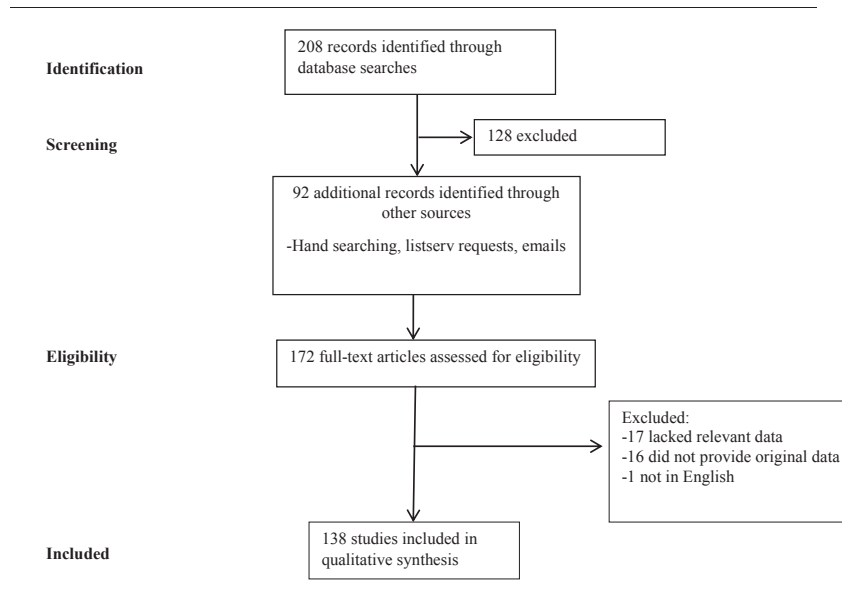 208 records identified through
database searches
Identification
128 excluded
Screening
92 additional records identified through
other sources
-Hand searching, listserv requests, emails
Eligibility
172 full-text articles assessed for eligibility
Excluded:
-17 lacked relevant data
-16 did not provide original data
-1 not in English
138 studies included in
qualitative synthesis
Included